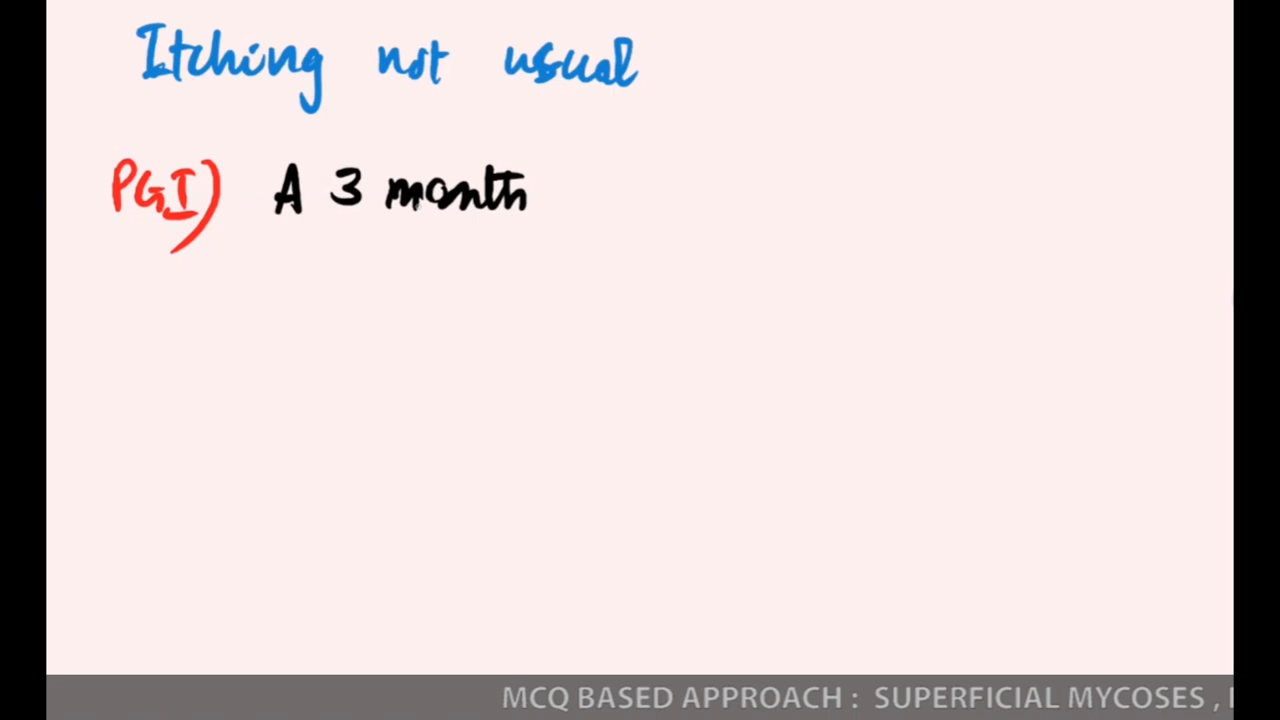 Itching not usual
PGI) A 3 month
MCQ BASED APPROACH : SUPERFICIAL MYCOSES ,